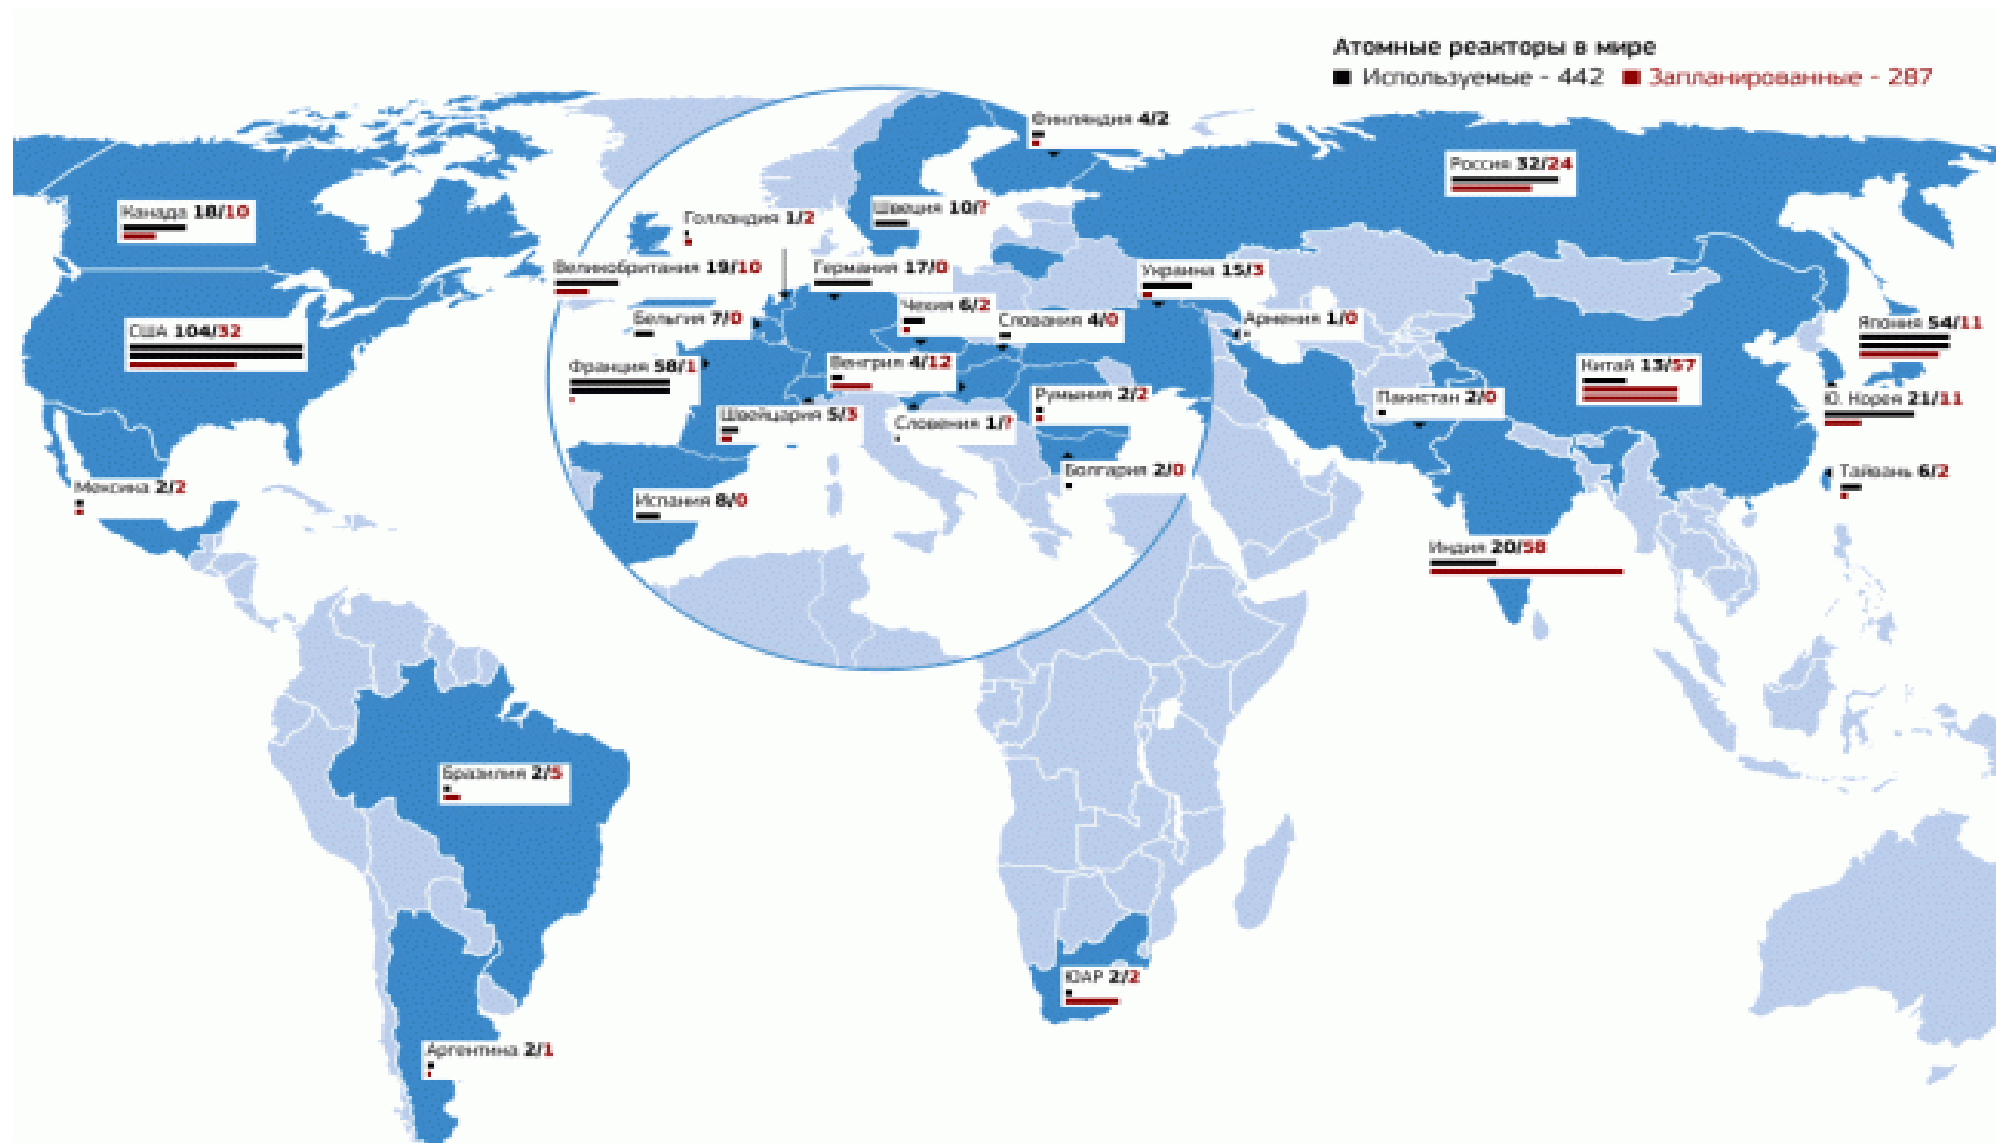 Атомные реакторы в мире
Используемые - 442 Запланированные - 287
Финляндия 4/2
Россия 32/24
Канада 18/10
Голландия 1/2
Швеция 10/?
Великобритания 19/10
Германия 17/0
Украина 15/3
Чехия 6/2
Бельгия 7/0
Словакия 4/0
Армения 1/0
Япония 54/11
США 104/32
Франция 58/1
Венгрия 4/12
Китай 13/57
Румыния 2/2
Пакистан 2/0
Ю. Корея 21/11
Швейцария 5/3
Словения 1/?
Болгария 2/0
Тайвань 6/2
Мексика 2/2
Испания 8/0
Индия 20/58
Бразилия 2/5
ЮАР 2/2
Аргентина 2/1